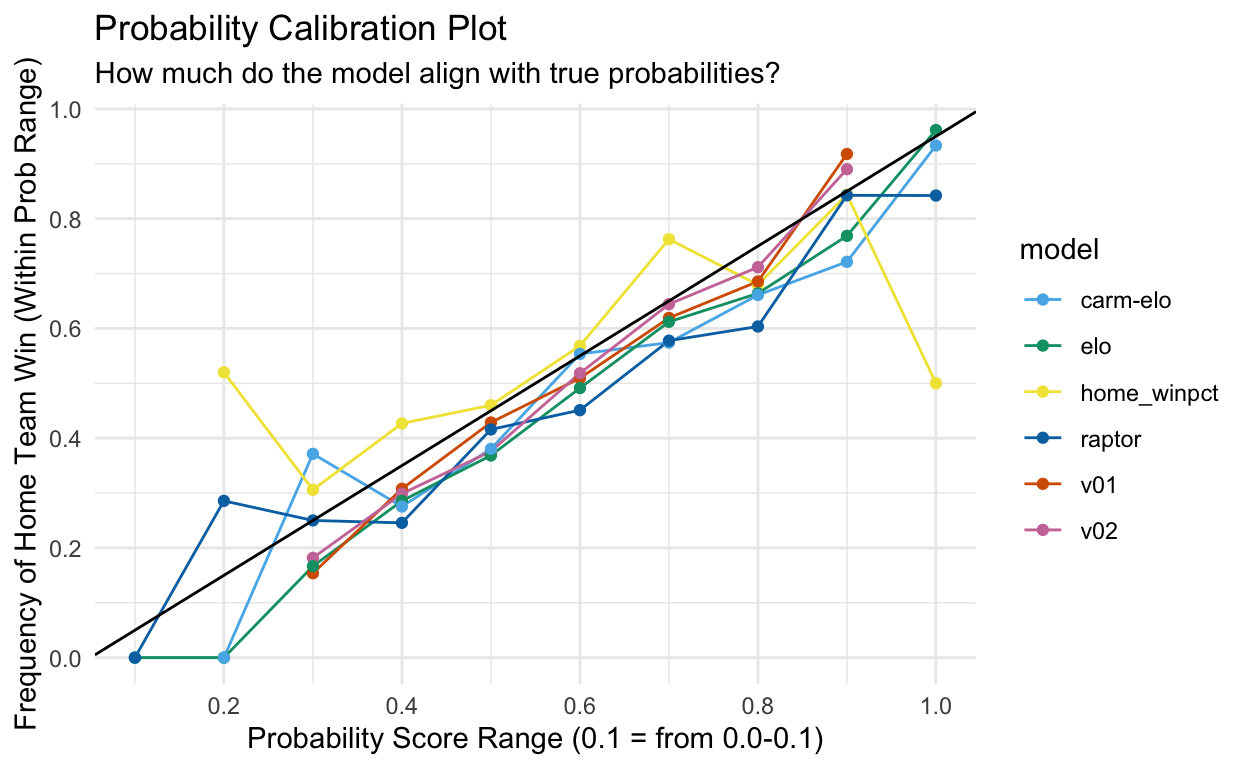 Probability Calibration Plot
How much do the model align with true probabilities?
Frequency of Home Team Win (Within Prob Range)
1.0
0.8
0.6
0.4
0.2
0.0
0.2
0.4
0.6
0.8
1.0
Probability Score Range (0.1 = from 0.0-0.1)
model
carm-elo
elo
home_winpct
raptor
v01
v02